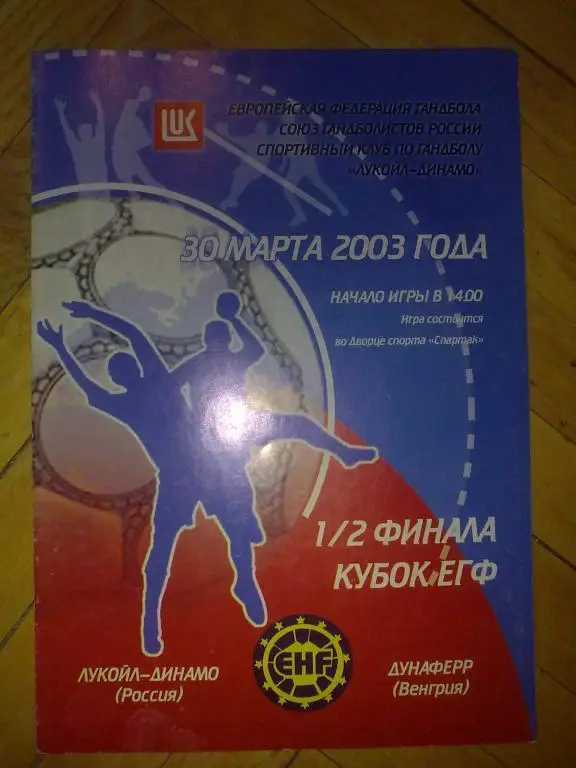 LUK
ЕВРОПЕЙСКАЯ ФЕДЕРАЦИЯ ГАНДБОЛА
СОЮЗ ГАНДБОЛИСТОВ РОССИИ
СПОРТИВНЫЙ КЛУБ ПО ГАНДБОЛУ
«ЛУКОЙЛ-ДИНАМО»
30 МАРТА 2003 ГОДА
НАЧАЛО ИГРЫ В 14.00
Игра состоится
во Дворце спорта «Спартак»
1/2 ФИНАЛА
КУБОК ЕГФ
EHF
ЛУКОЙЛ-ДИНАМО
(Россия)
ДУНАФЕРР
(Венгрия)